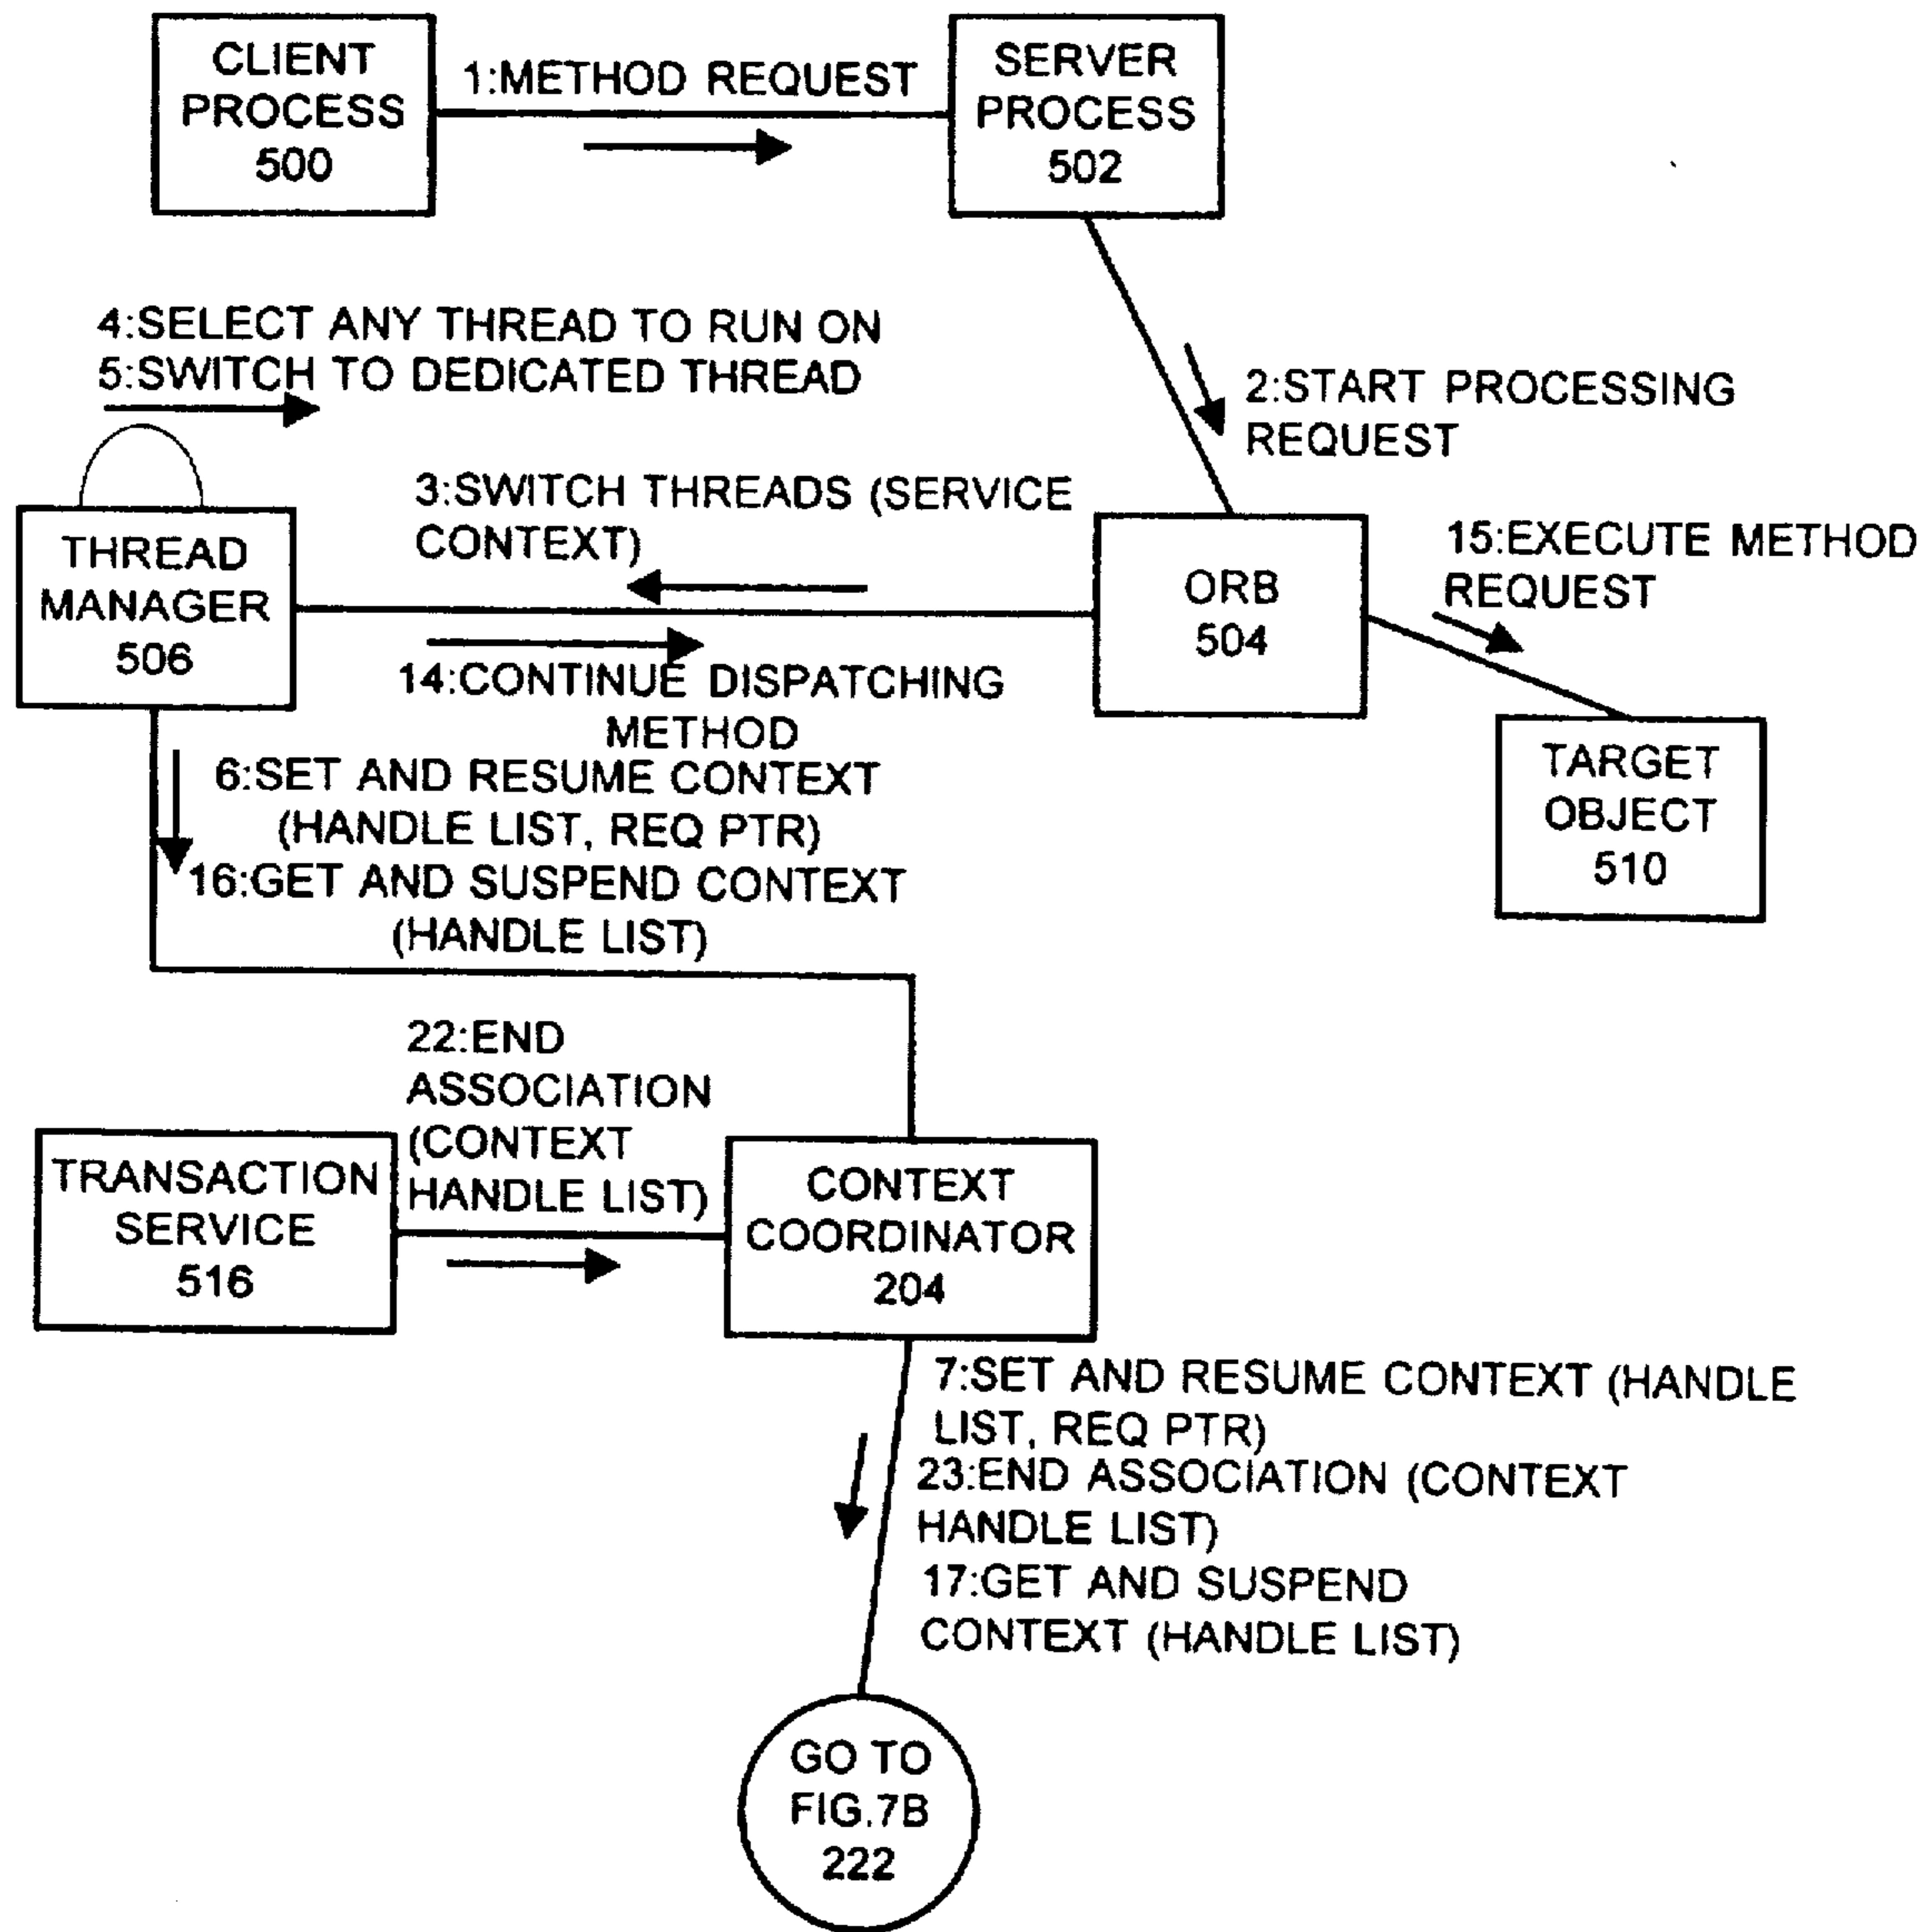 CLIENT
PROCESS
500
1:METHOD REQUEST
SERVER
PROCESS
502
4:SELECT ANY THREAD TO RUN ON
5:SWITCH TO DEDICATED THREAD
2:START PROCESSING
REQUEST
3:SWITCH THREADS (SERVICE
CONTEXT)
THREAD
MANAGER
506
ORB
504
15:EXECUTE METHOD
REQUEST
14:CONTINUE DISPATCHING
METHOD
6:SET AND RESUME CONTEXT
(HANDLE LIST, REQ PTR)
16:GET AND SUSPEND CONTEXT
(HANDLE LIST)
TARGET
OBJECT
510
22:END
ASSOCIATION
(CONTEXT
HANDLE LIST)
TRANSACTION
SERVICE
516
CONTEXT
COORDINATOR
204
7:SET AND RESUME CONTEXT (HANDLE
LIST, REQ PTR)
23:END ASSOCIATION (CONTEXT
HANDLE LIST)
17:GET AND SUSPEND
CONTEXT (HANDLE LIST)
GO TO
FIG.7B
222